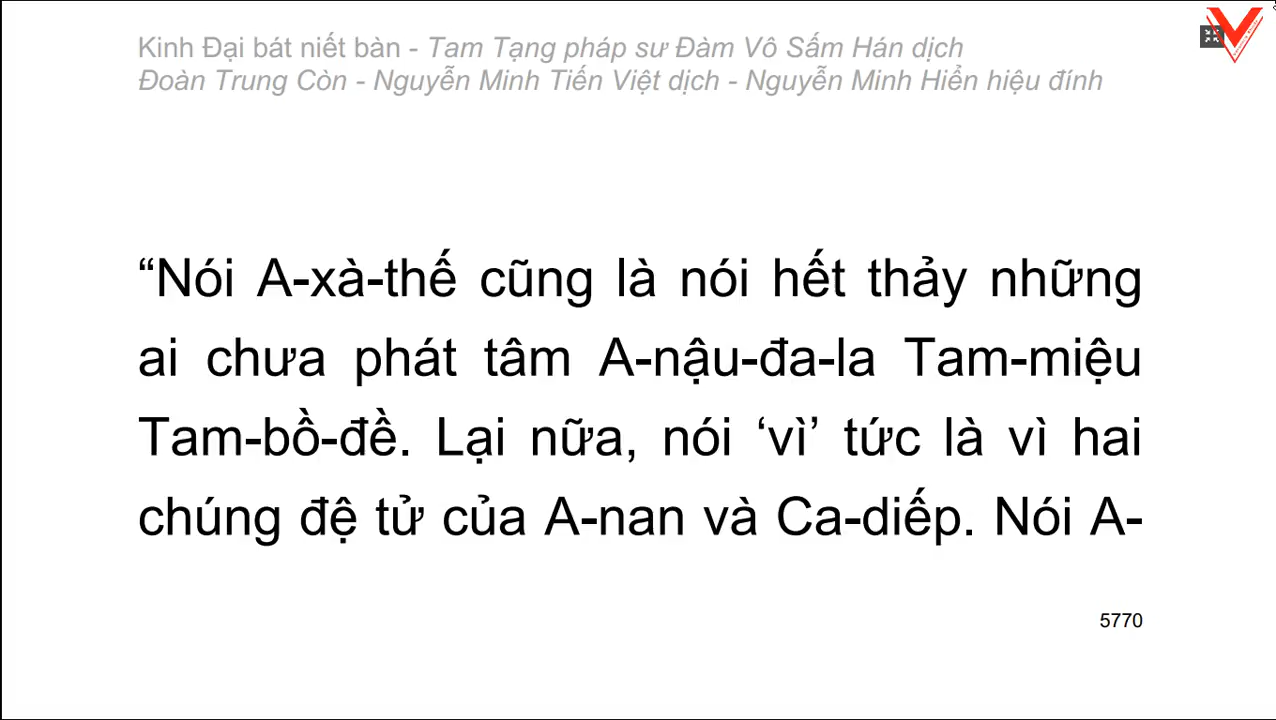 Kinh Đại bát niết bàn - Tam Tạng pháp sư Đàm Vô Sấm Hán dịch
Đoàn Trung Còn - Nguyễn Minh Tiến Việt dịch - Nguyễn Minh Hiển hiệu đính
“Nói A-xà-thế cũng là nói hết thảy những
ai chưa phát tâm A-nậu-đa-la Tam-miệu
Tam-bồ-đề. Lại nữa, nói ‘vì’ tức là vì hai
chúng đệ tử của A-nan và Ca-diếp. Nói A-
5770